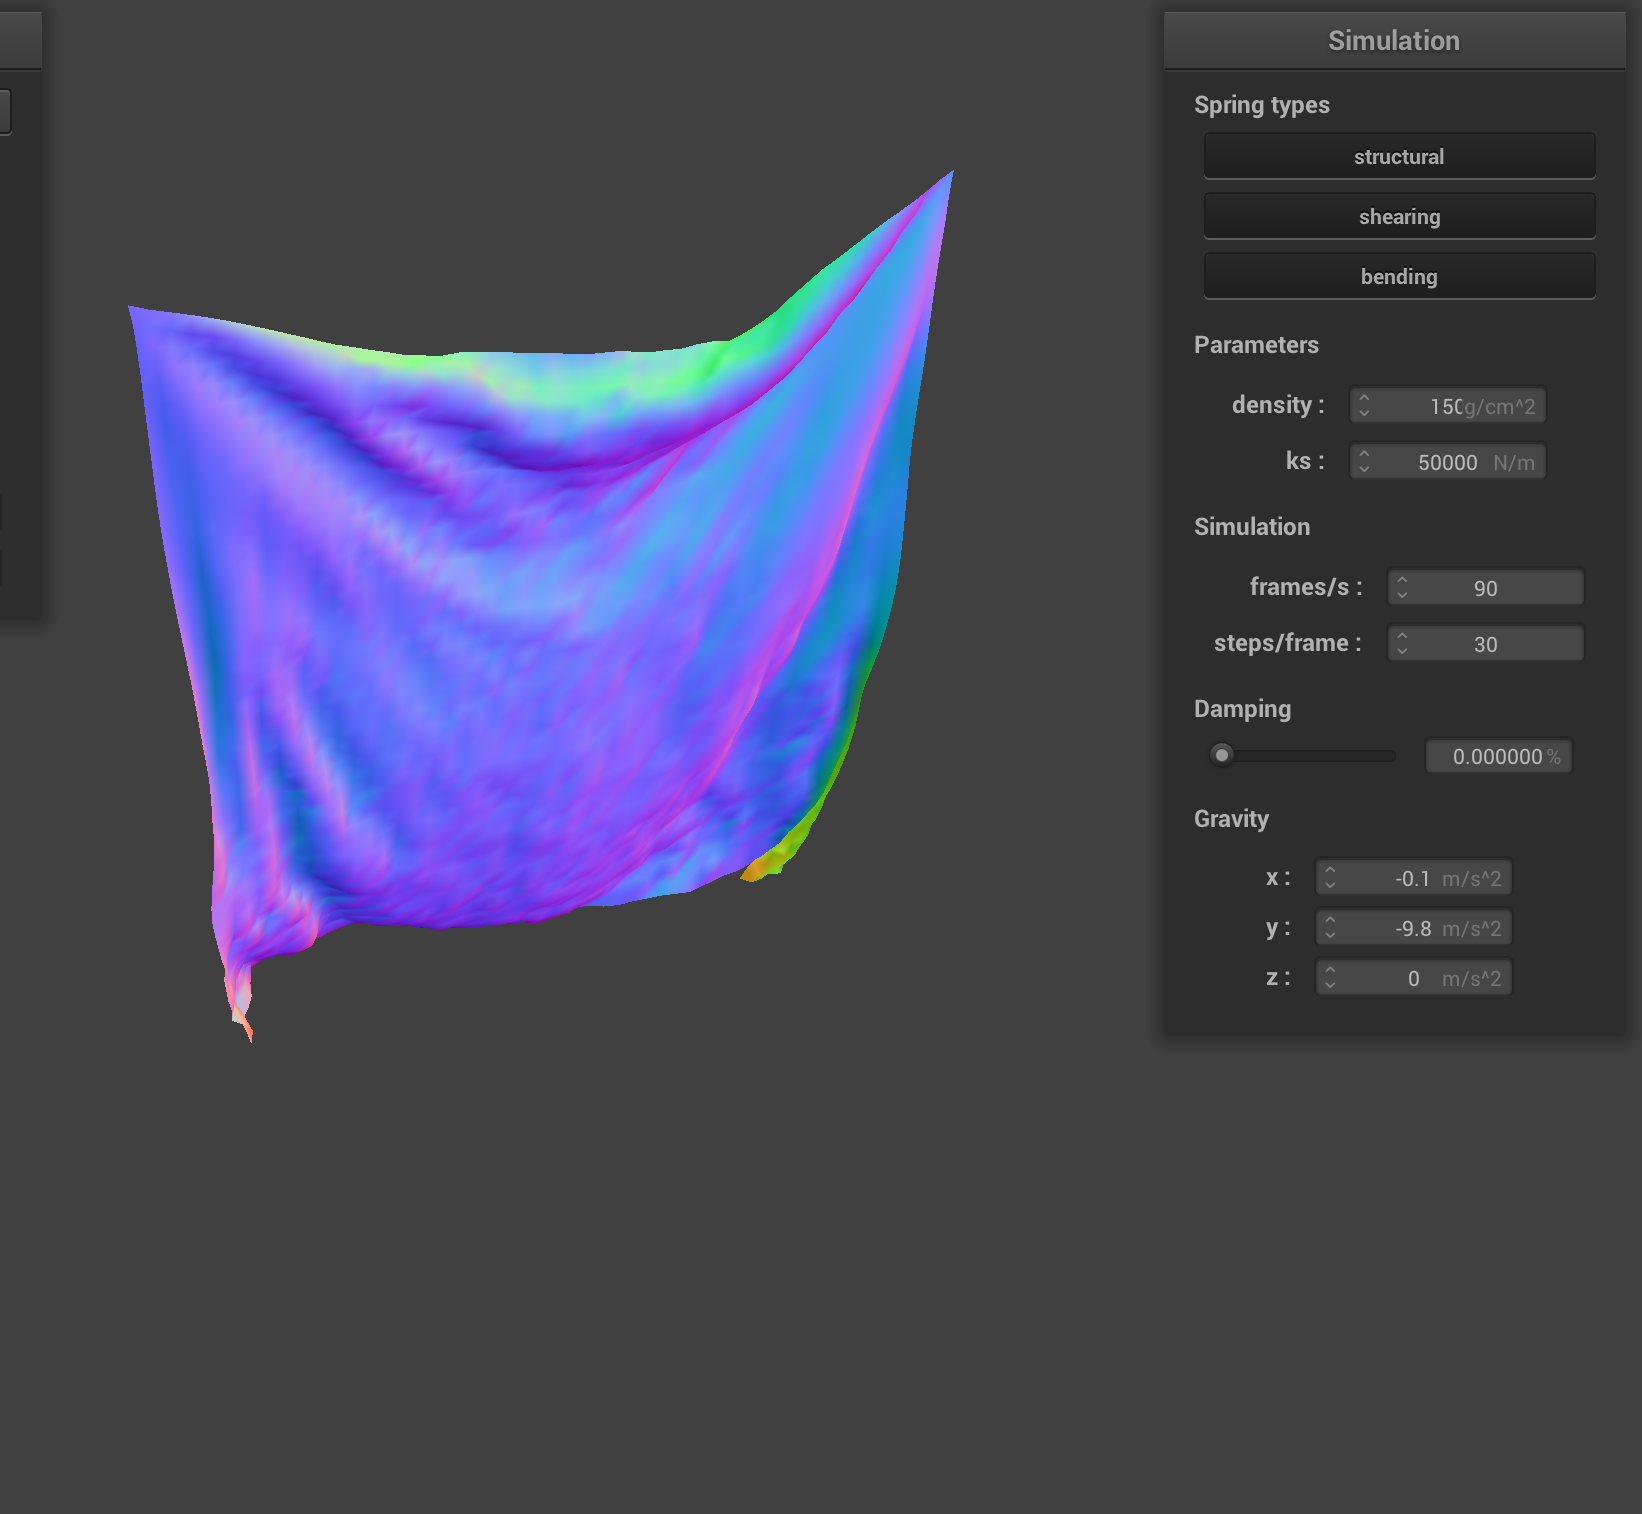 Simulation
Spring types
structural
shearing
bending
Parameters
density : 150 g/cm^2
ks : 50000 N/m
Simulation
frames/s : 90
steps/frame : 30
Damping
0.000000 %
Gravity
x : -0.1 m/s^2
y : -9.8 m/s^2
z : 0 m/s^2